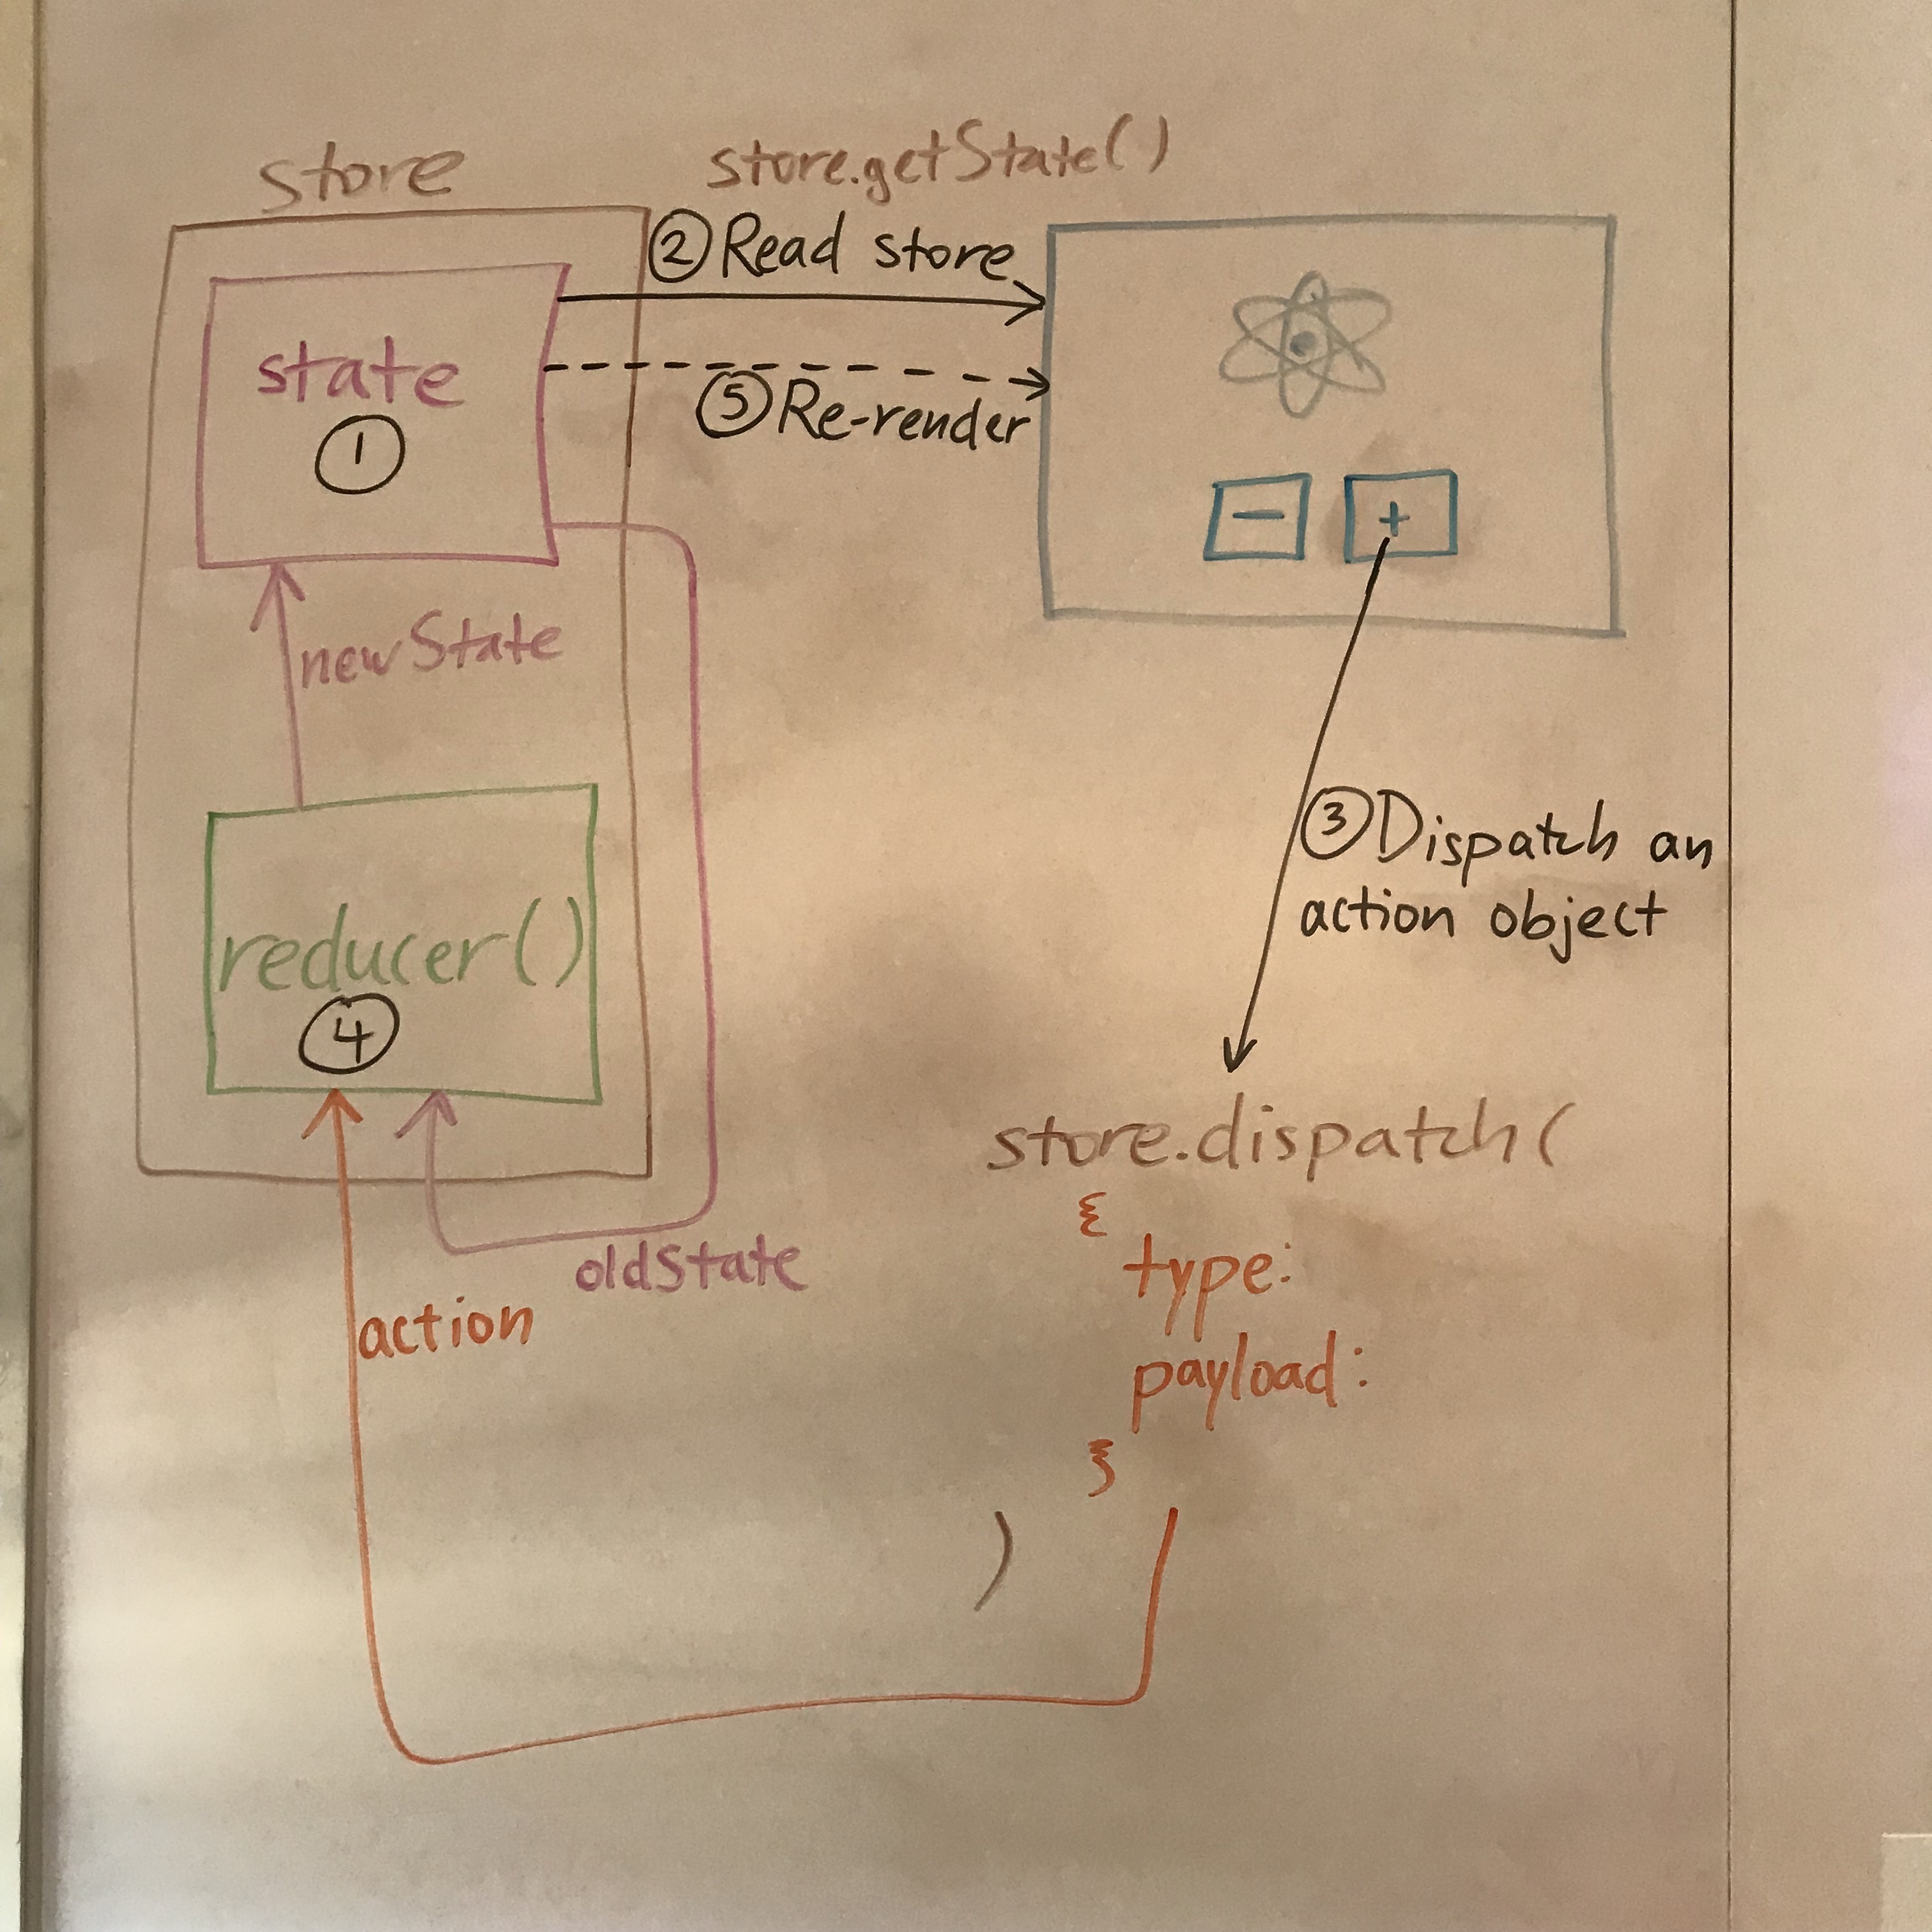 store
store.getState()
② Read store
state
①
⑤ Re-render
− +
newState
③ Dispatch an
action object
reducer()
④
store.dispatch(
{
type:
payload:
}
)
oldState
action